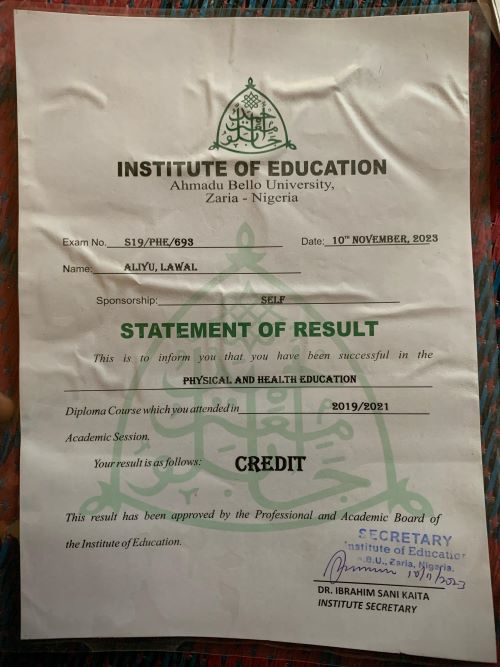 INSTITUTE OF EDUCATION
Ahmadu Bello University,
Zaria - Nigeria
Exam No. S19/PHE/693 Date: 10TH NOVEMBER, 2023
Name: ALIYU, LAWAL
Sponsorship: SELF
STATEMENT OF RESULT
This is to inform you that you have been successful in the
PHYSICAL AND HEALTH EDUCATION
Diploma Course which you attended in 2019/2021
Academic Session.
Your result is as follows: CREDIT
This result has been approved by the Professional and Academic Board of
the Institute of Education.
SECRETARY
Institute of Education
A.B.U., Zaria, Nigeria.
10/11/2023
DR. IBRAHIM SANI KAITA
INSTITUTE SECRETARY